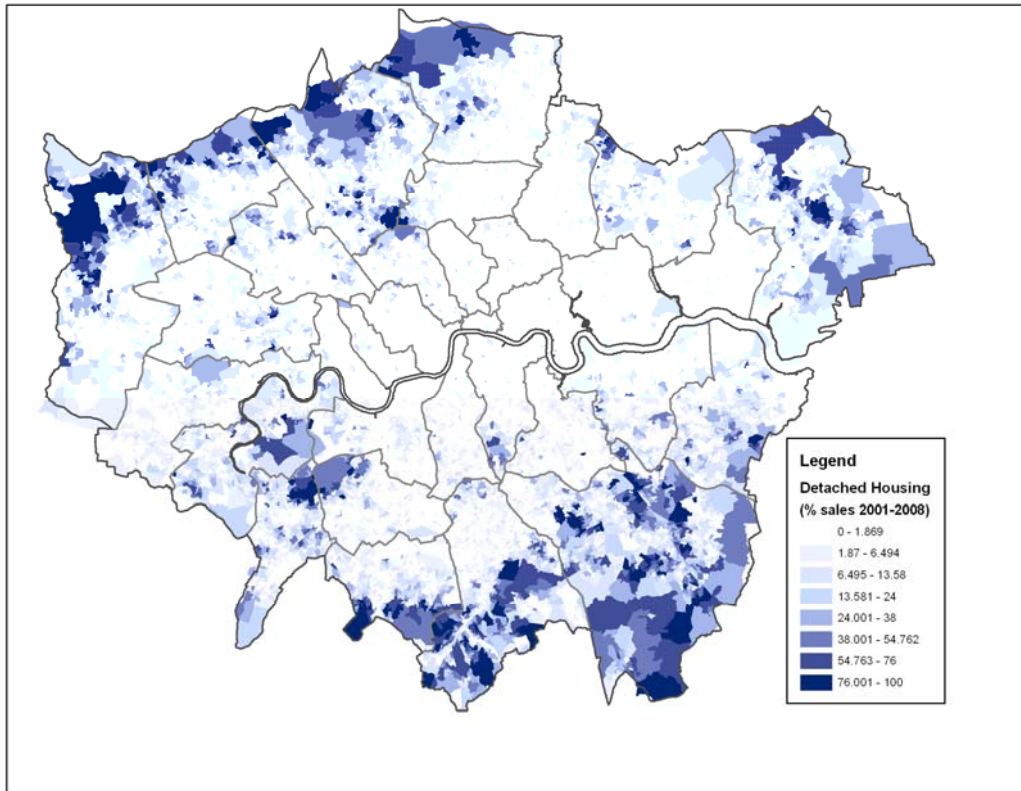 Legend
Detached Housing
(% sales 2001-2008)
0 - 1.869
1.87 - 6.494
6.495 - 13.58
13.581 - 24
24.001 - 38
38.001 - 54.762
54.763 - 76
76.001 - 100